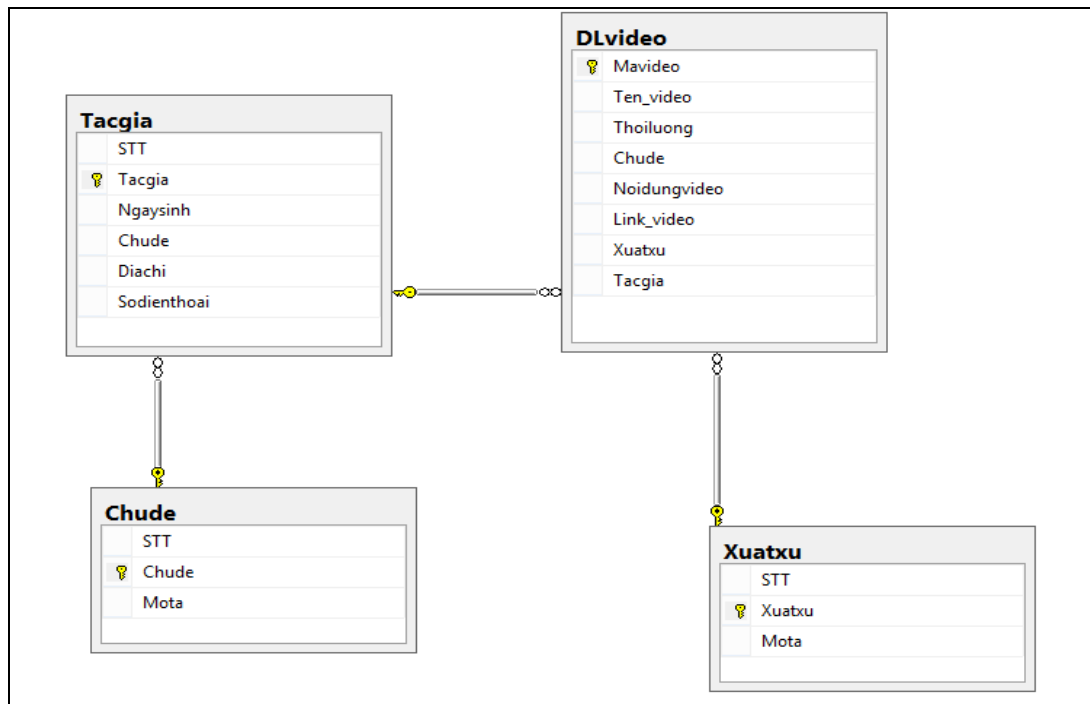 DLvideo
Mavideo
Ten_video
Thoiluong
Chude
Noidungvideo
Link_video
Xuatxu
Tacgia
Tacgia
STT
Tacgia
Ngaysinh
Chude
Diachi
Sodienthoai
Chude
STT
Chude
Mota
Xuatxu
STT
Xuatxu
Mota